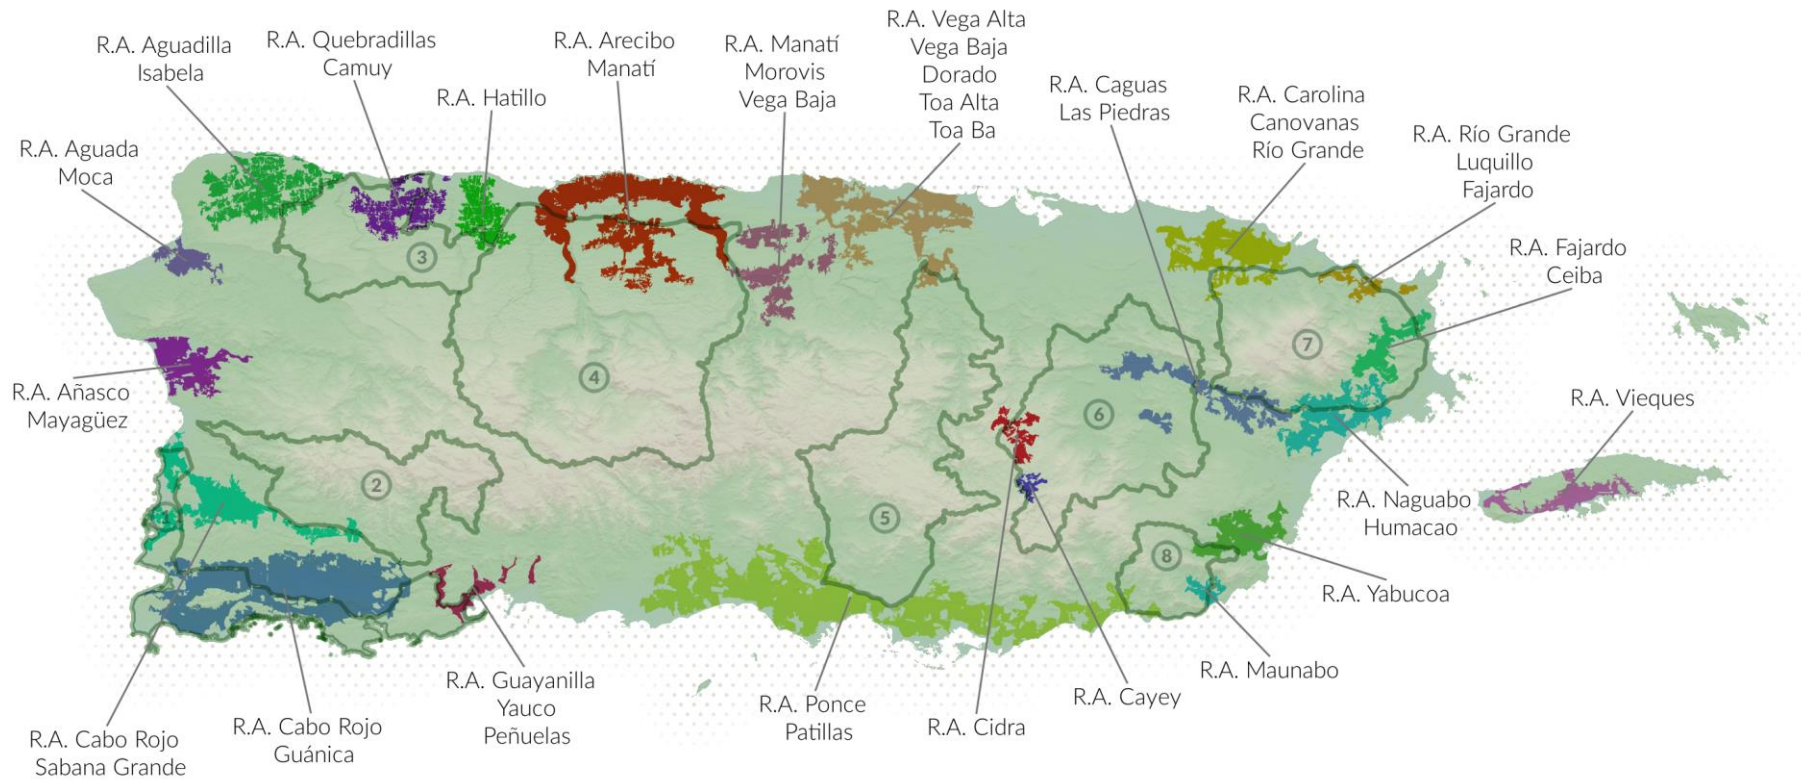 R.A. Aguadilla
Isabela
R.A. Quebradillas
Camuy
R.A. Hatillo
R.A. Arecibo
Manatí
R.A. Manatí
Morovis
Vega Baja
R.A. Vega Alta
Vega Baja
Dorado
Toa Alta
Toa Ba
R.A. Caguas
Las Piedras
R.A. Carolina
Canovanas
Río Grande
R.A. Río Grande
Luquillo
Fajardo
R.A. Fajardo
Ceiba
R.A. Aguada
Moca
R.A. Añasco
Mayagüez
3
4
7
6
2
1
5
8
R.A. Vieques
R.A. Naguabo
Humacao
R.A. Yabucoa
R.A. Maunabo
R.A. Cayey
R.A. Cidra
R.A. Ponce
Patillas
R.A. Guayanilla
Yauco
Peñuelas
R.A. Cabo Rojo
Guánica
R.A. Cabo Rojo
Sabana Grande